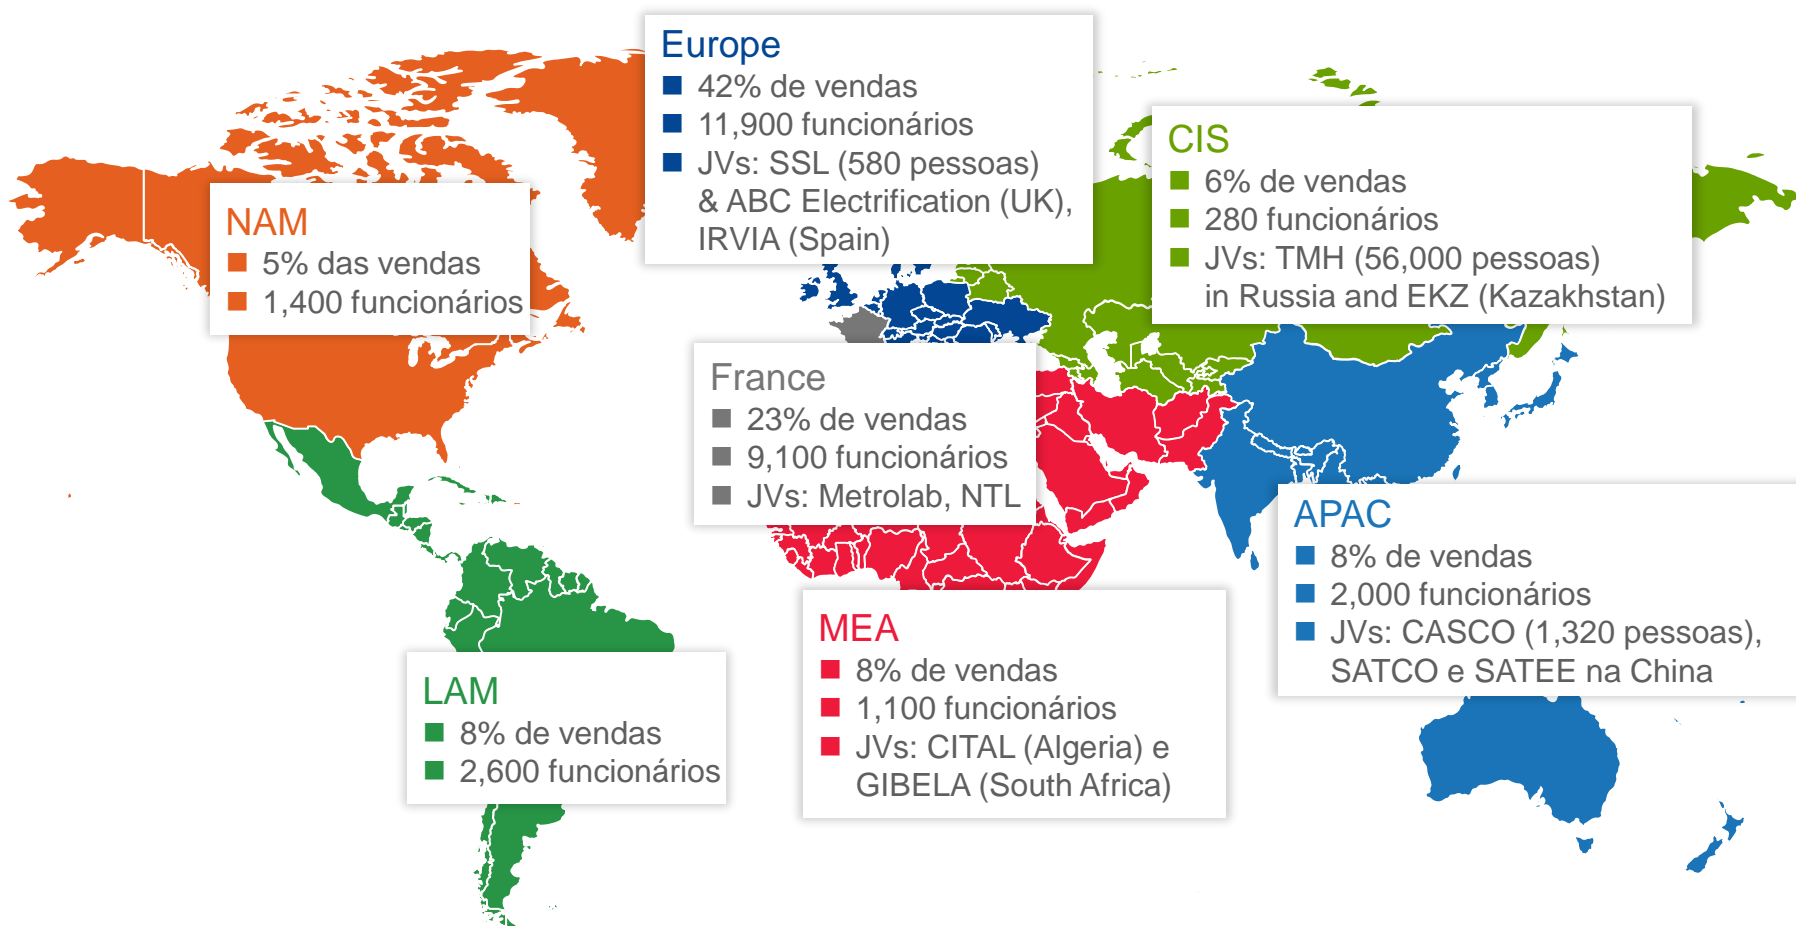 Europe
42% de vendas
11,900 funcionários
JVs: SSL (580 pessoas)
& ABC Electrification (UK),
IRVIA (Spain)
CIS
6% de vendas
280 funcionários
JVs: TMH (56,000 pessoas)
in Russia and EKZ (Kazakhstan)
NAM
5% das vendas
1,400 funcionários
France
23% de vendas
9,100 funcionários
JVs: Metrolab, NTL
APAC
8% de vendas
2,000 funcionários
JVs: CASCO (1,320 pessoas),
SATCO e SATEE na China
MEA
8% de vendas
1,100 funcionários
JVs: CITAL (Algeria) e
GIBELA (South Africa)
LAM
8% de vendas
2,600 funcionários